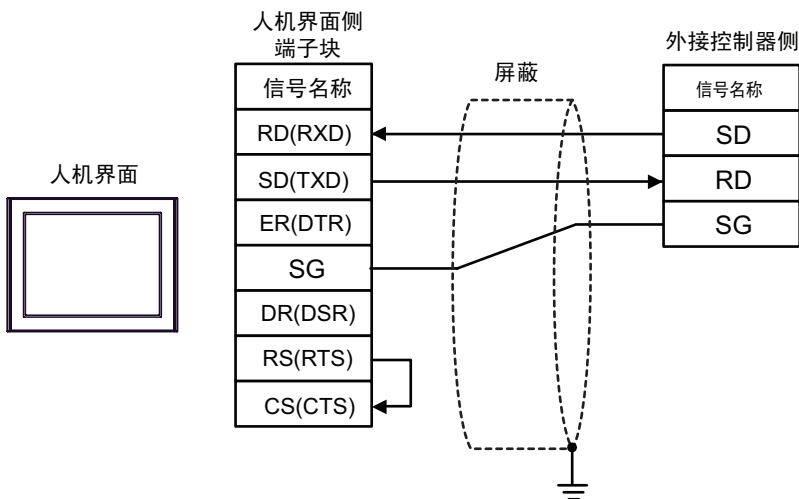 人机界面
人机界面侧
端子块
信号名称
RD(RXD)
SD(TXD)
ER(DTR)
SG
DR(DSR)
RS(RTS)
CS(CTS)
屏蔽
外接控制器侧
信号名称
SD
RD
SG